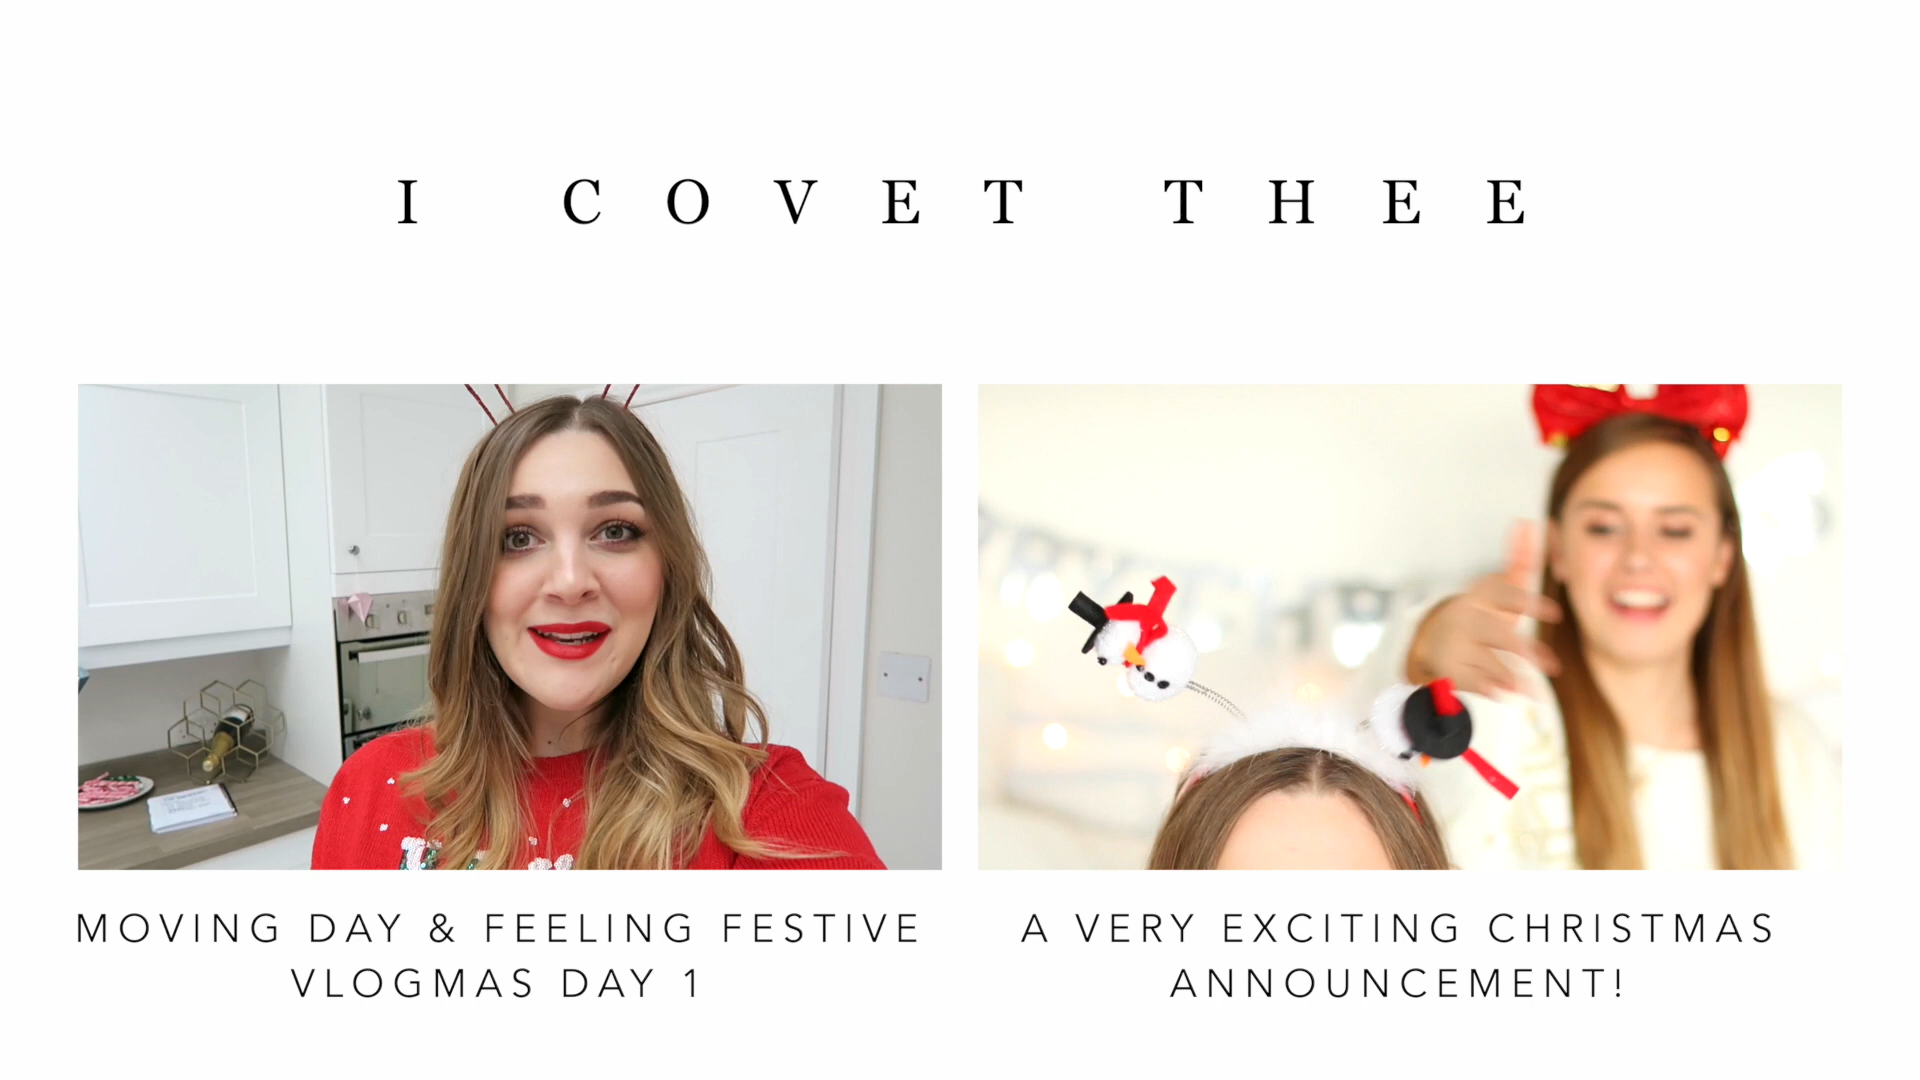 I COVET THEE
MOVING DAY & FEELING FESTIVE
VLOGMAS DAY 1
A VERY EXCITING CHRISTMAS
ANNOUNCEMENT!